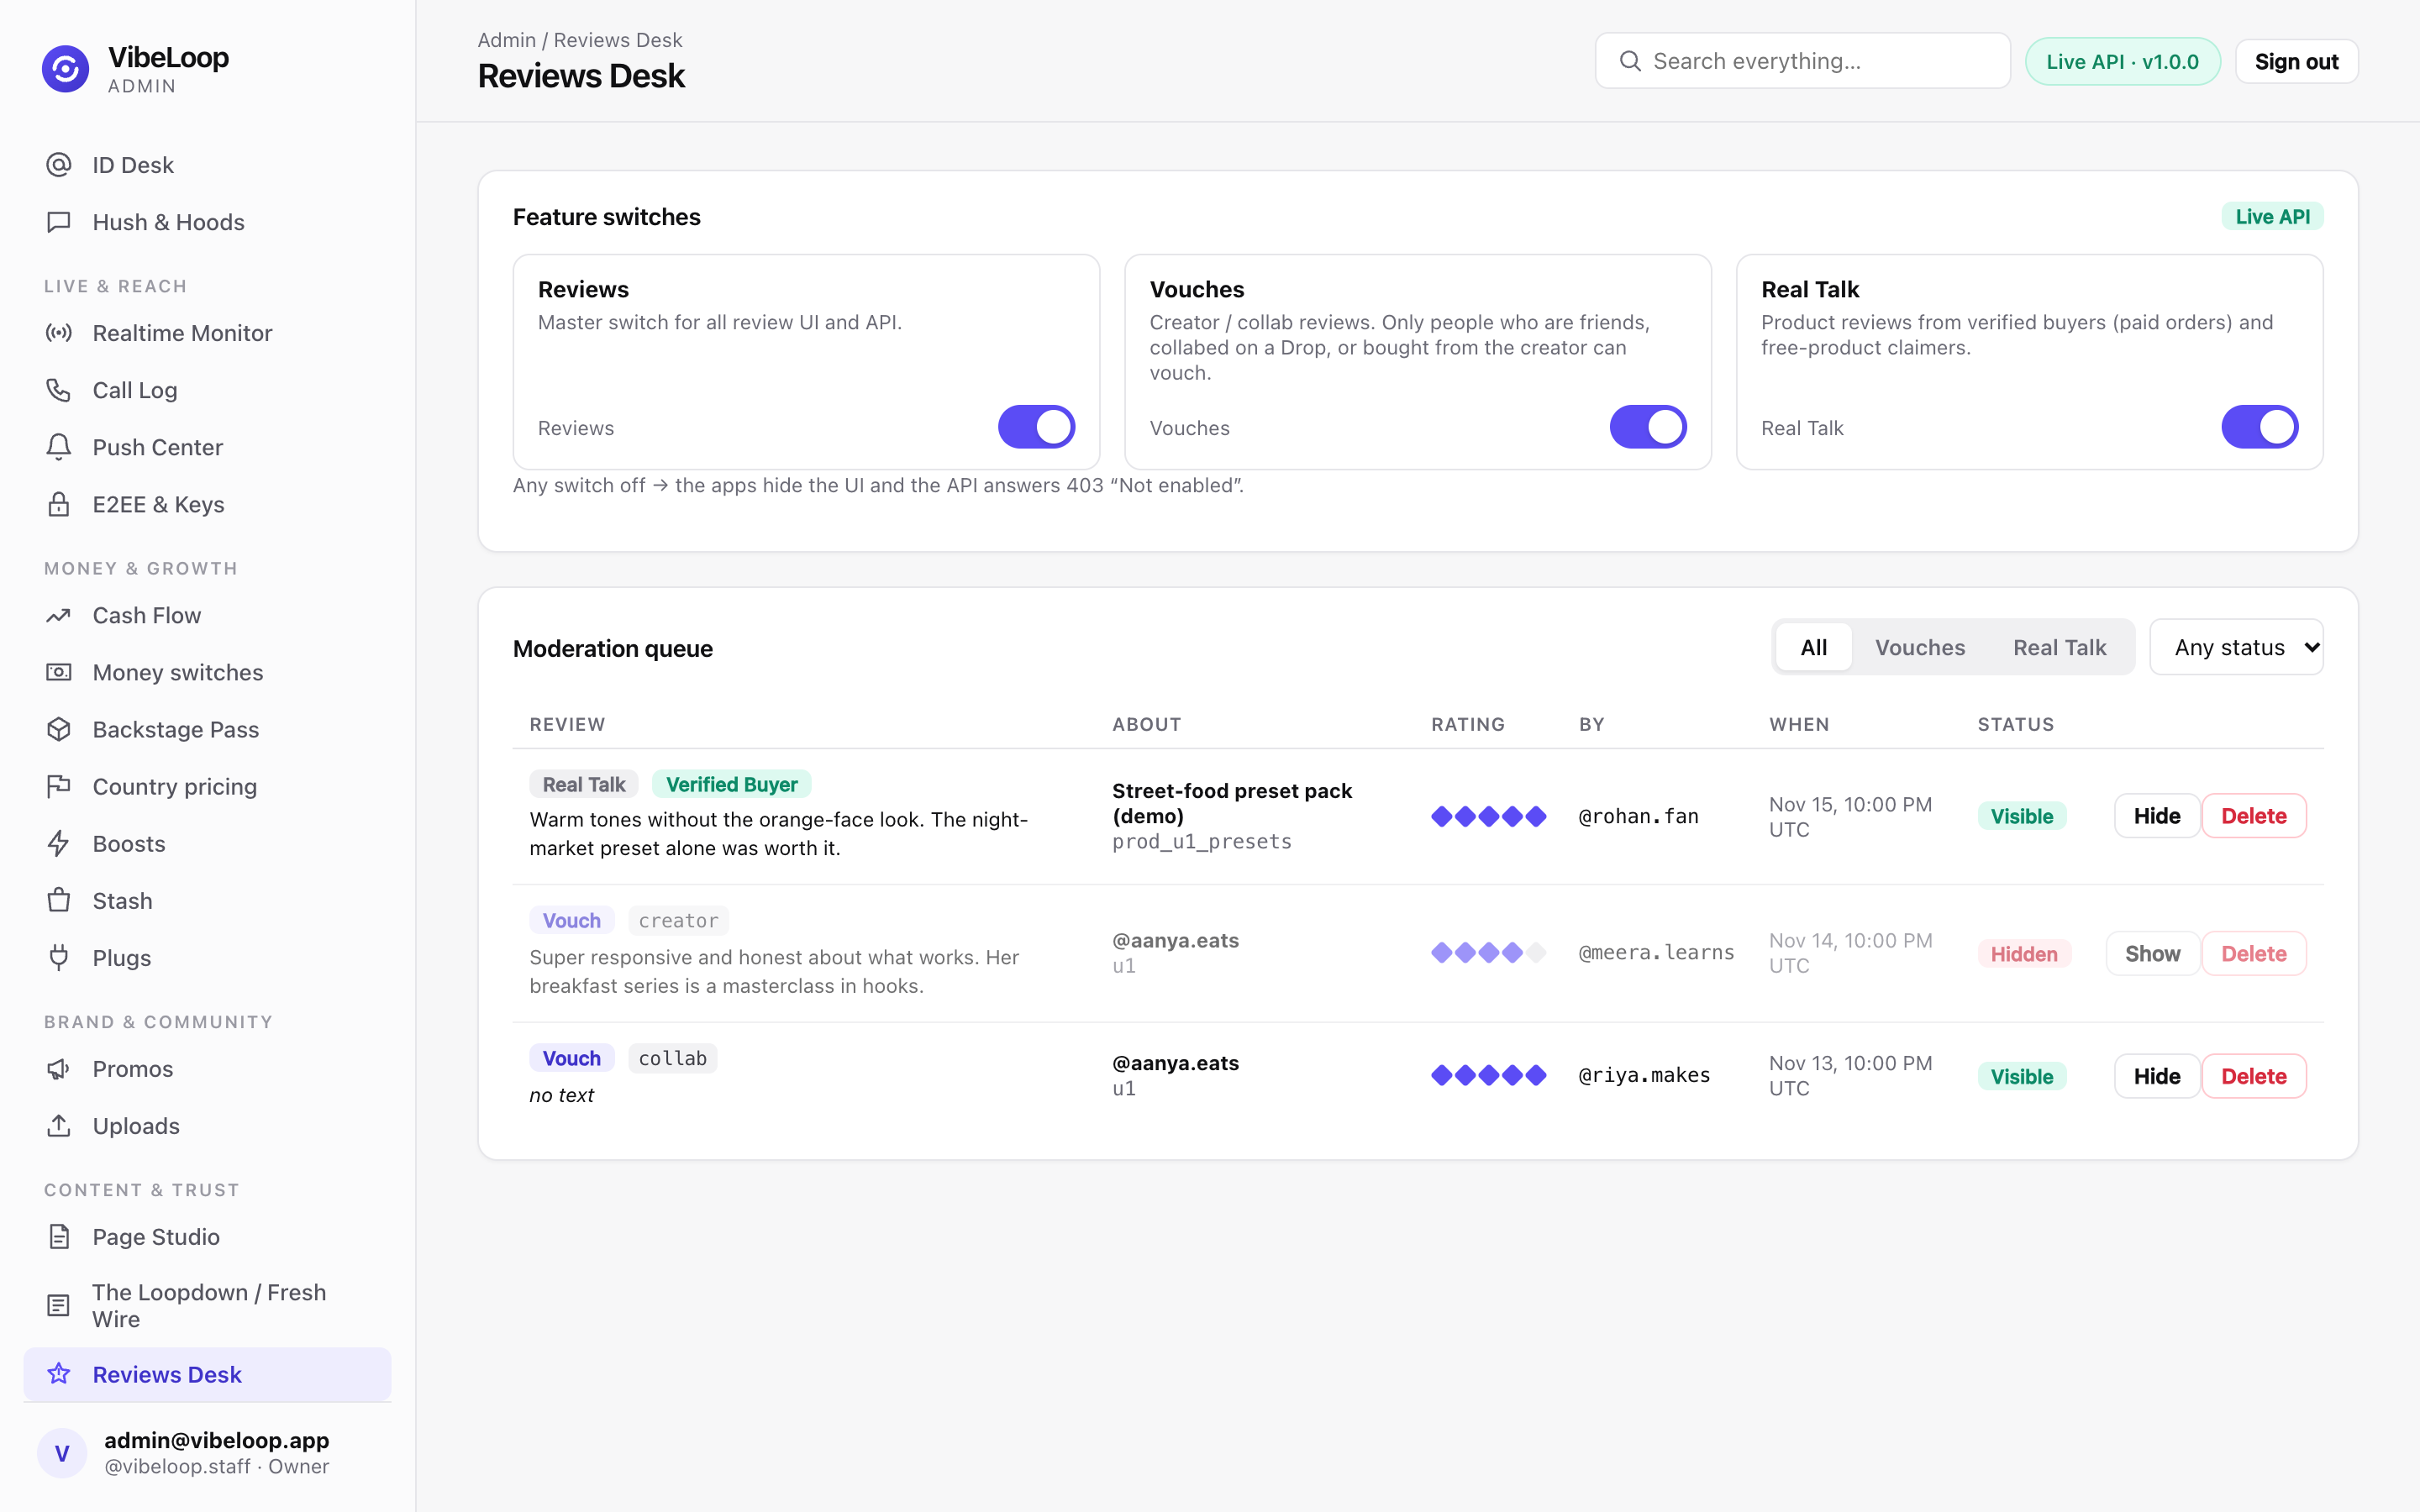 VibeLoop
ADMIN
ID Desk
Hush & Hoods
LIVE & REACH
Realtime Monitor
Call Log
Push Center
E2EE & Keys
MONEY & GROWTH
Cash Flow
Money switches
Backstage Pass
Country pricing
Boosts
Stash
Plugs
BRAND & COMMUNITY
Promos
Uploads
CONTENT & TRUST
Page Studio
The Loopdown / Fresh
Wire
Reviews Desk
V
admin@vibeloop.app
@vibeloop.staff · Owner
Admin / Reviews Desk
Reviews Desk
Search everything...
Live API · v1.0.0
Sign out
Feature switches
Live API
Reviews
Master switch for all review UI and API.
Reviews
Vouches
Creator / collab reviews. Only people who are friends,
collabed on a Drop, or bought from the creator can
vouch.
Vouches
Real Talk
Product reviews from verified buyers (paid orders) and
free-product claimers.
Real Talk
Any switch off → the apps hide the UI and the API answers 403 “Not enabled”.
Moderation queue
All
Vouches
Real Talk
Any status
REVIEW ABOUT RATING BY WHEN STATUS
Real Talk Verified Buyer
Warm tones without the orange-face look. The night-
market preset alone was worth it.
Street-food preset pack
(demo)
prod_u1_presets
@rohan.fan
Nov 15, 10:00 PM
UTC
Visible
Hide
Delete
Vouch creator
Super responsive and honest about what works. Her
breakfast series is a masterclass in hooks.
@aanya.eats
u1
@meera.learns
Nov 14, 10:00 PM
UTC
Hidden
Show
Delete
Vouch collab
no text
@aanya.eats
u1
@riya.makes
Nov 13, 10:00 PM
UTC
Visible
Hide
Delete